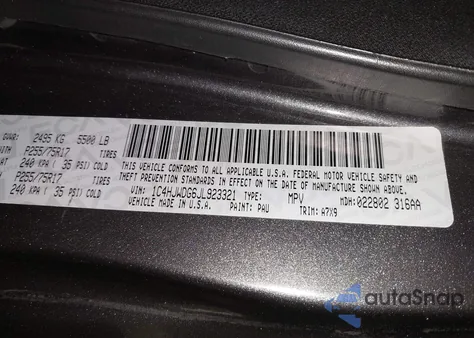 GVWR: 2495 KG 5500 LB
WITH P255/75R17 TIRES
AT 240 KPA ( 35 PSI) COLD
P255/75R17 TIRES
240 KPA ( 35 PSI) COLD
THIS VEHICLE CONFORMS TO ALL APPLICABLE U.S.A. FEDERAL MOTOR VEHICLE SAFETY AND
THEFT PREVENTION STANDARDS IN EFFECT ON THE DATE OF MANUFACTURE SHOWN ABOVE.
VIN: 1C4HJWDG6JL923321 TYPE: MPV MDH: 022802 316AA
VEHICLE MADE IN U.S.A. PAINT: PAU TRIM: A7X9
autoSnap